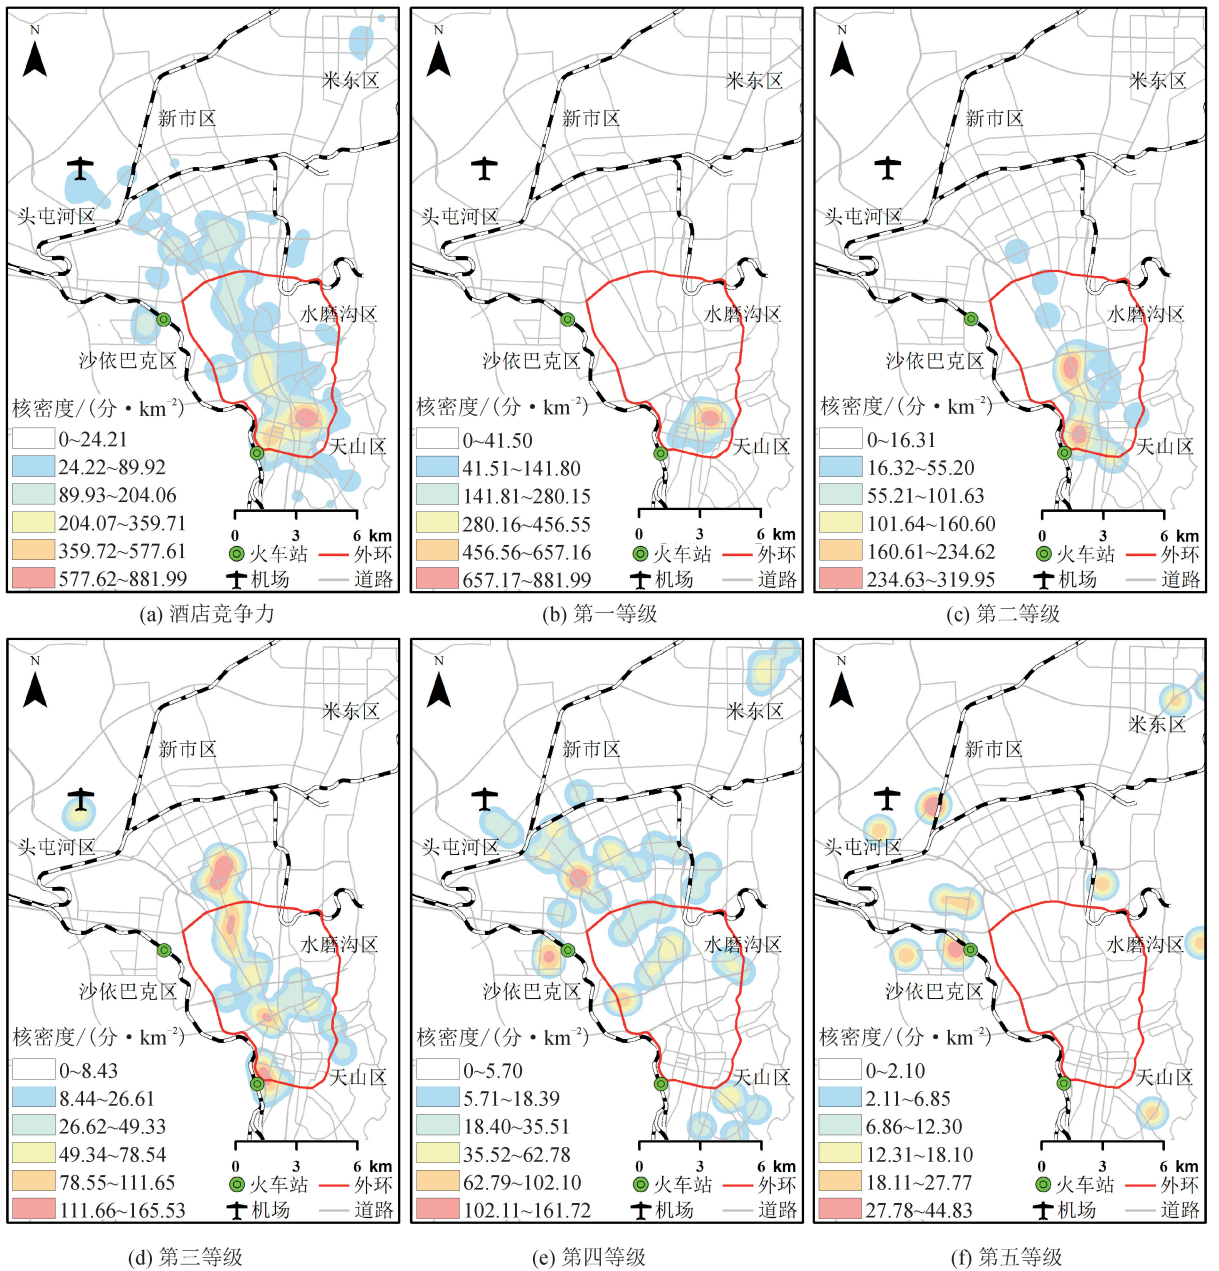 N
米东区
新市区
头屯河区
水磨沟区
沙依巴克区
天山区
核密度/(分·km⁻²)
0~24.21
24.22~89.92
89.93~204.06
204.07~359.71
359.72~577.61
577.62~881.99
0 3 6 km
火车站 外环
机场 道路
(a) 酒店竞争力
N
米东区
新市区
头屯河区
水磨沟区
沙依巴克区
天山区
核密度/(分·km⁻²)
0~41.50
41.51~141.80
141.81~280.15
280.16~456.55
456.56~657.16
657.17~881.99
0 3 6 km
火车站 外环
机场 道路
(b) 第一等级
N
米东区
新市区
头屯河区
水磨沟区
沙依巴克区
天山区
核密度/(分·km⁻²)
0~16.31
16.32~55.20
55.21~101.63
101.64~160.60
160.61~234.62
234.63~319.95
0 3 6 km
火车站 外环
机场 道路
(c) 第二等级
N
米东区
新市区
头屯河区
水磨沟区
沙依巴克区
天山区
核密度/(分·km⁻²)
0~8.43
8.44~26.61
26.62~49.33
49.34~78.54
78.55~111.65
111.66~165.53
0 3 6 km
火车站 外环
机场 道路
(d) 第三等级
N
米东区
新市区
头屯河区
水磨沟区
沙依巴克区
天山区
核密度/(分·km⁻²)
0~5.70
5.71~18.39
18.40~35.51
35.52~62.78
62.79~102.10
102.11~161.72
0 3 6 km
火车站 外环
机场 道路
(e) 第四等级
N
米东区
新市区
头屯河区
水磨沟区
沙依巴克区
天山区
核密度/(分·km⁻²)
0~2.10
2.11~6.85
6.86~12.30
12.31~18.10
18.11~27.77
27.78~44.83
0 3 6 km
火车站 外环
机场 道路
(f) 第五等级